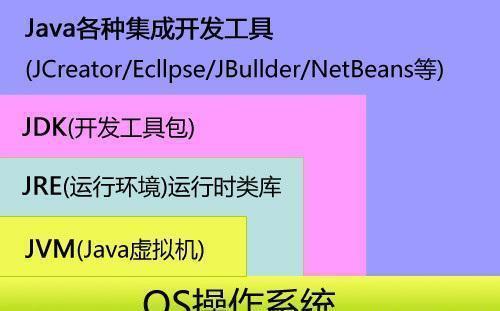 Java各种集成开发工具
(JCreator/Ecllpse/JBullder/NetBeans等)
JDK(开发工具包)
JRE(运行环境)运行时类库
JVM(Java虚拟机)
OS操作系统